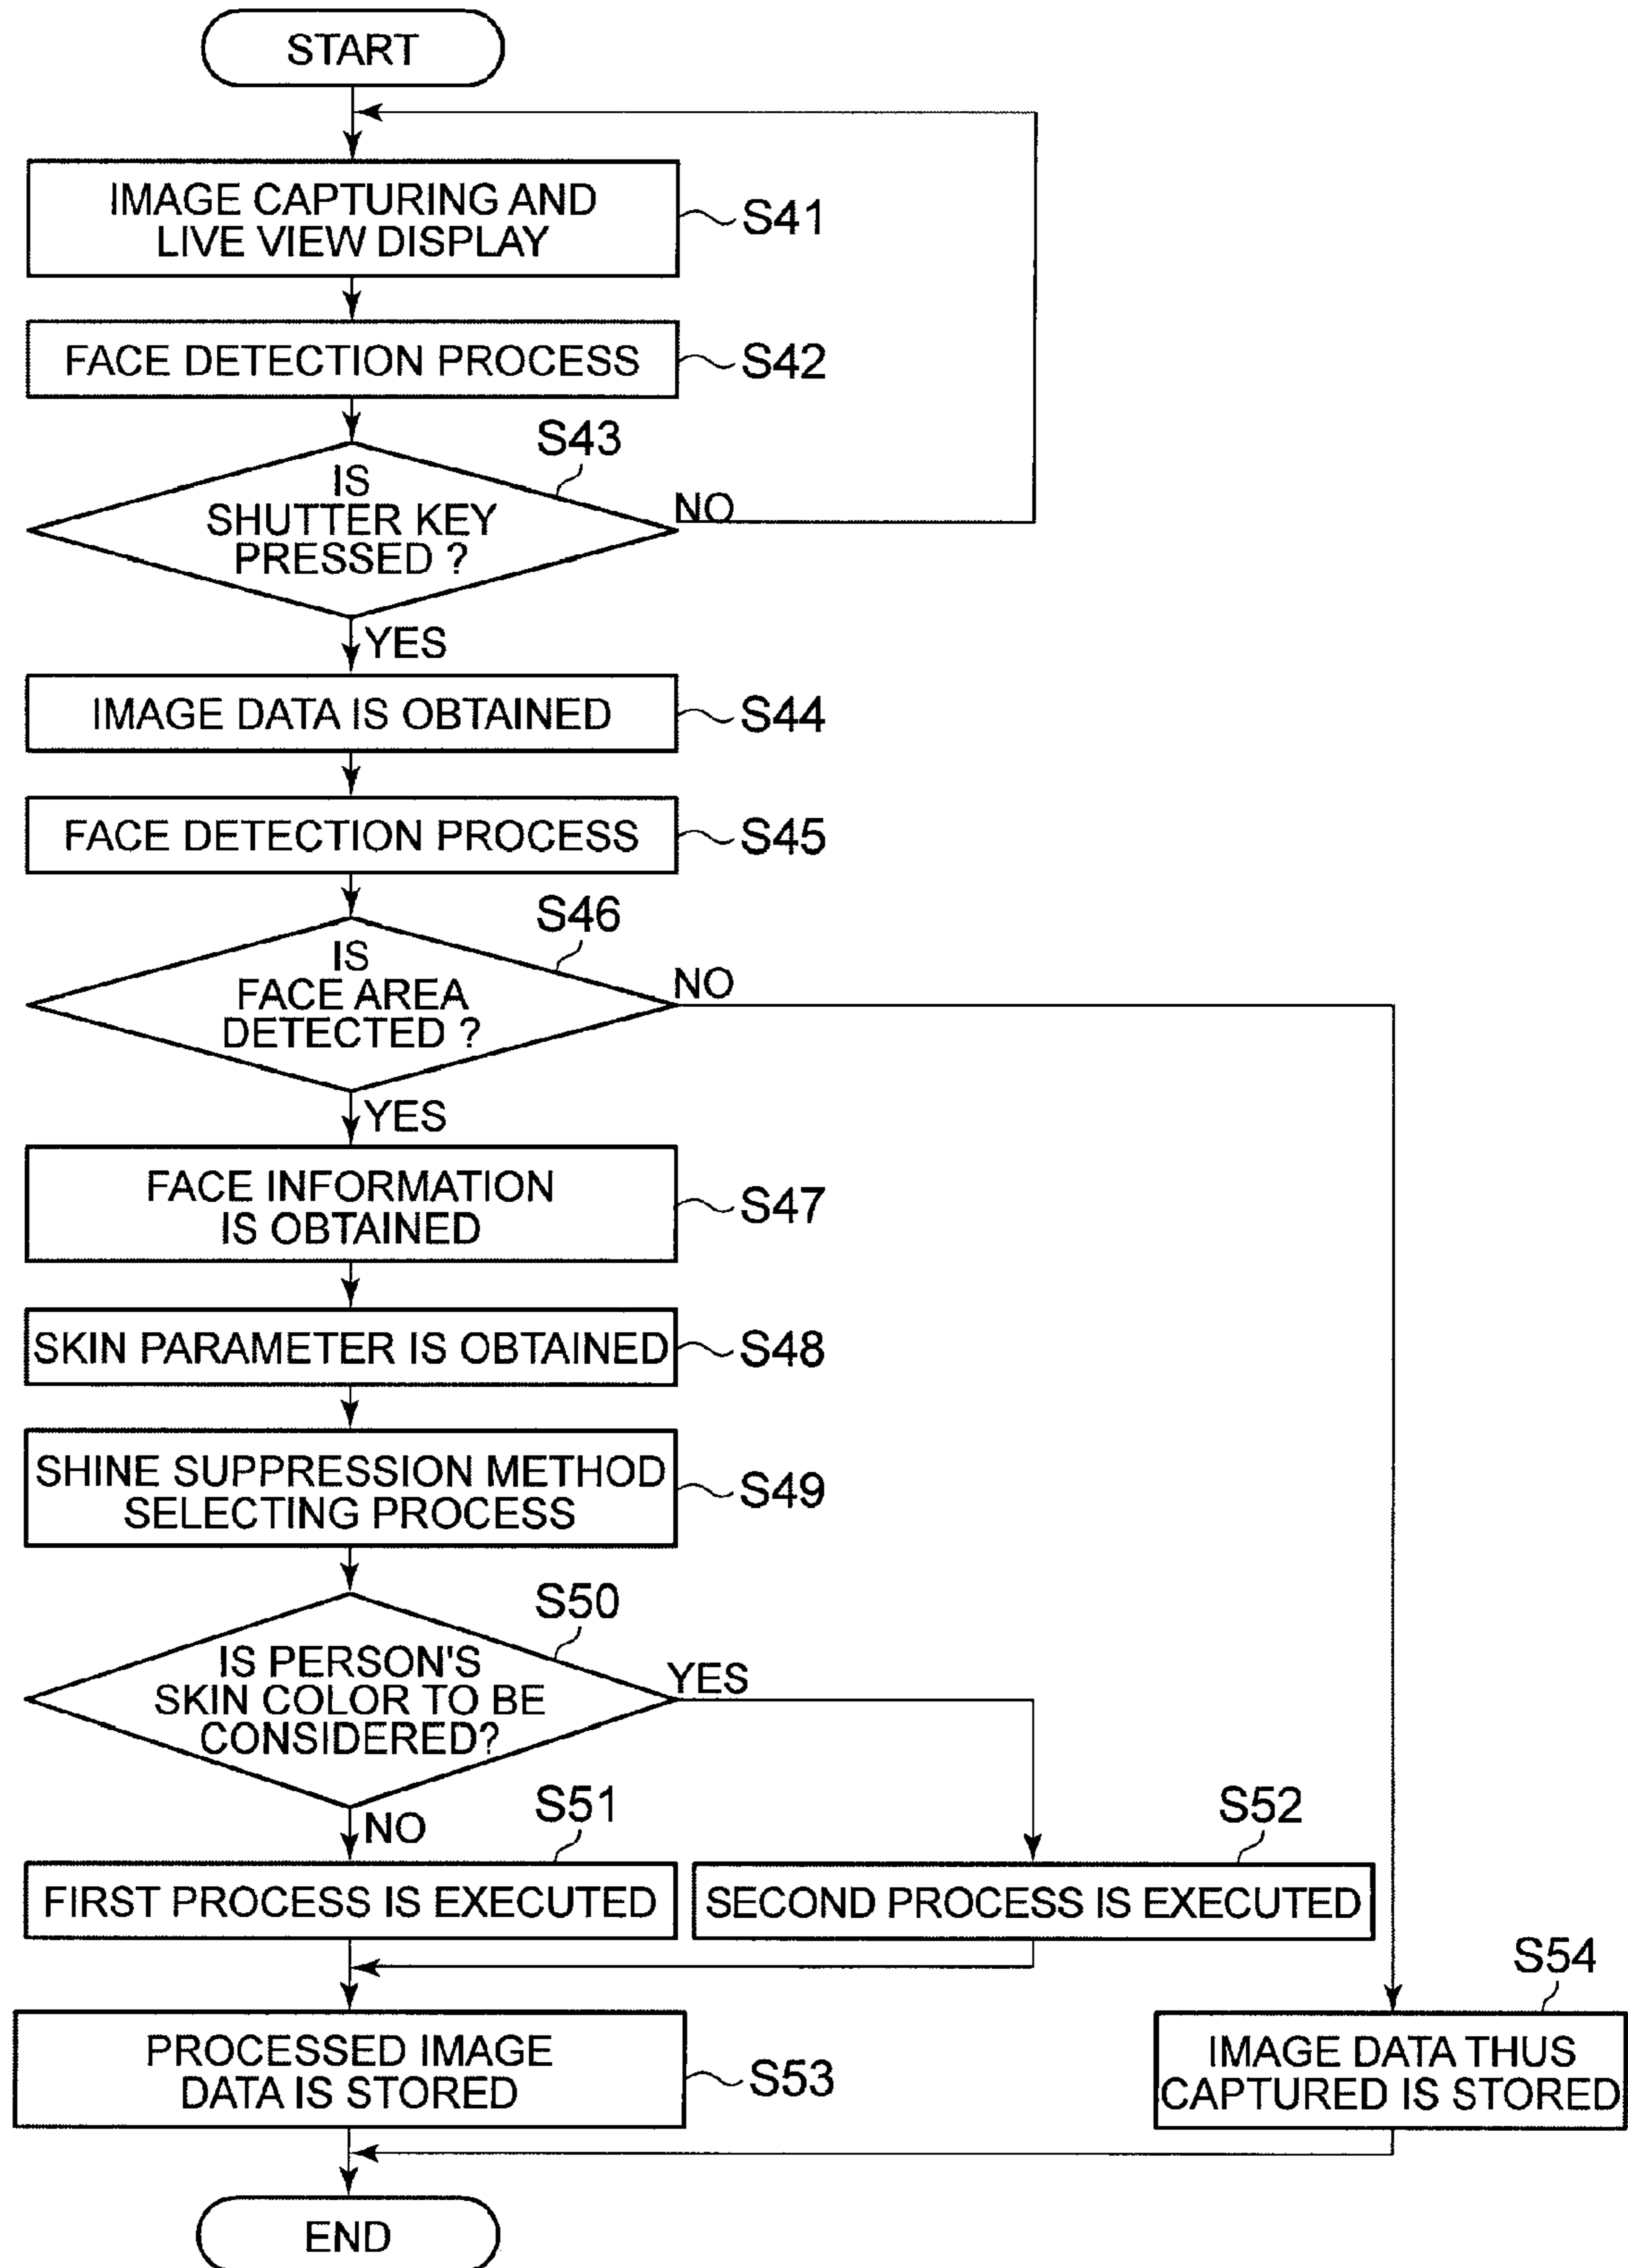 START
IMAGE CAPTURING AND
LIVE VIEW DISPLAY
S41
FACE DETECTION PROCESS
S42
S43
IS
SHUTTER KEY
PRESSED ?
NO
YES
IMAGE DATA IS OBTAINED
S44
FACE DETECTION PROCESS
S45
S46
IS
FACE AREA
DETECTED ?
NO
YES
FACE INFORMATION
IS OBTAINED
S47
SKIN PARAMETER IS OBTAINED
S48
SHINE SUPPRESSION METHOD
SELECTING PROCESS
S49
S50
IS PERSON'S
SKIN COLOR TO BE
CONSIDERED?
YES
NO
S51
FIRST PROCESS IS EXECUTED
S52
SECOND PROCESS IS EXECUTED
PROCESSED IMAGE
DATA IS STORED
S53
S54
IMAGE DATA THUS
CAPTURED IS STORED
END